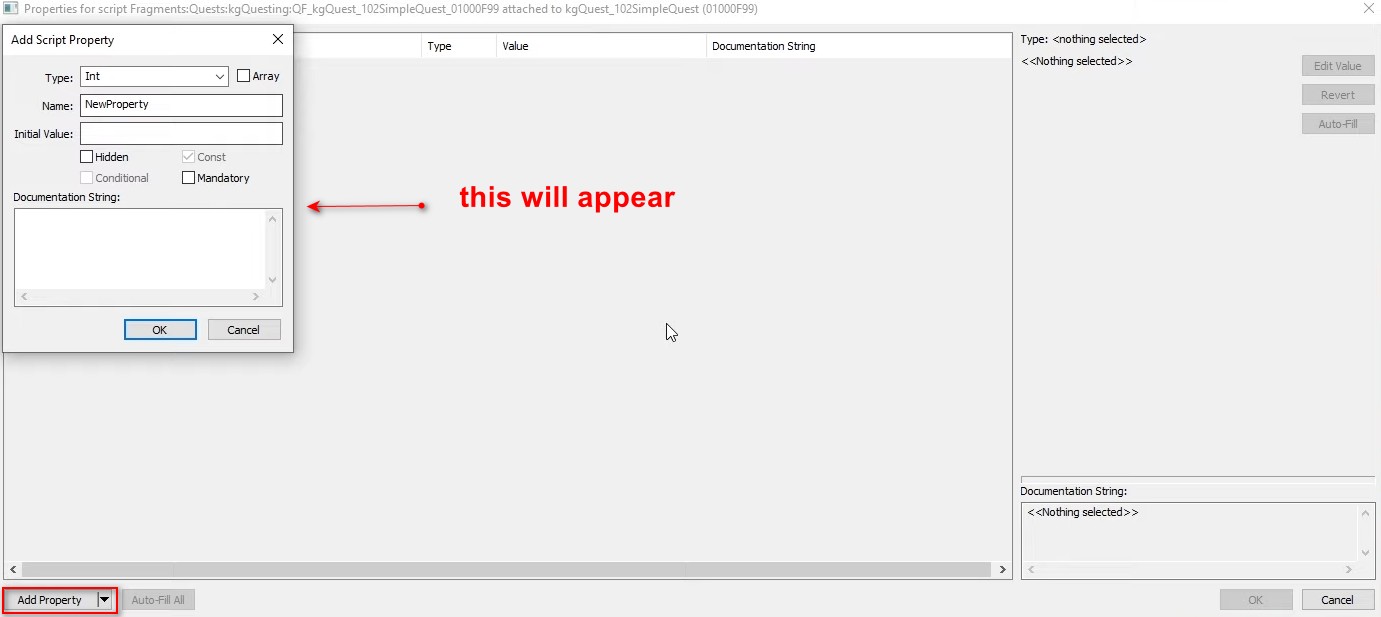 Properties for script Fragments:Quests:kgQuesting:QF_kgQuest_102SimpleQuest_01000F99 attached to kgQuest_102SimpleQuest (01000F99)
Add Script Property
Type: Int Array
Name: NewProperty
Initial Value:
Hidden Const
Conditional Mandatory
Documentation String:
OK Cancel
Type Value Documentation String
this will appear
Type: <nothing selected>
<<Nothing selected>>
Edit Value
Revert
Auto-Fill
Documentation String:
<<Nothing selected>>
Add Property Auto-Fill All OK Cancel